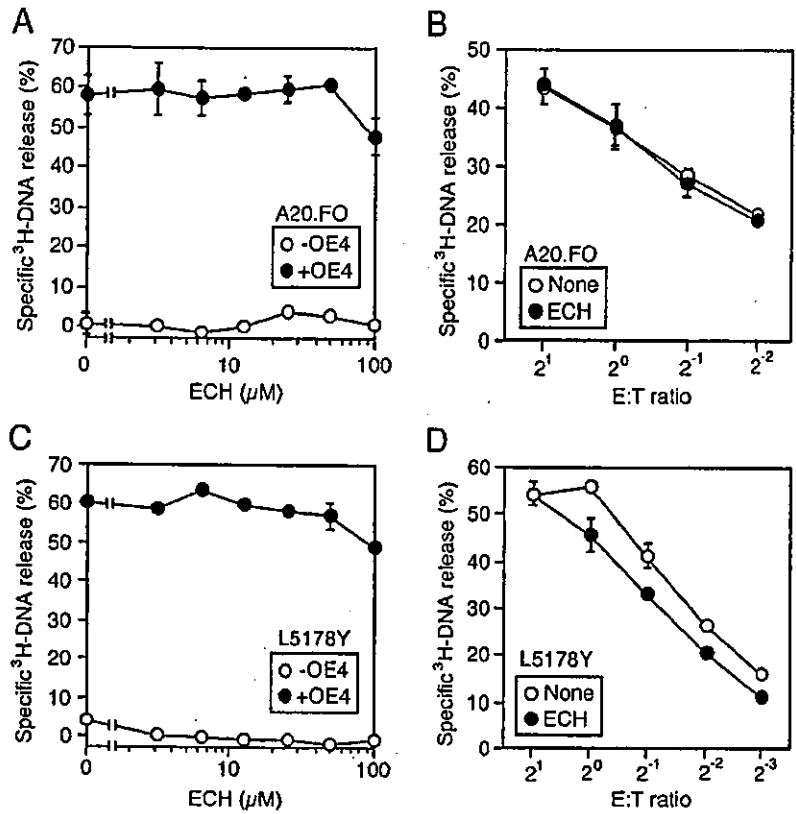 A
Specific ³H-DNA release (%)
70
60
50
40
30
20
10
0
0
10
100
ECH (µM)
A20.FO
-OE4
+OE4
B
Specific ³H-DNA release (%)
50
40
30
20
10
0
2¹
2⁰
2⁻¹
2⁻²
E:T ratio
A20.FO
None
ECH
C
Specific ³H-DNA release (%)
70
60
50
40
30
20
10
0
0
10
100
ECH (µM)
L5178Y
-OE4
+OE4
D
Specific ³H-DNA release (%)
60
50
40
30
20
10
0
2¹
2⁰
2⁻¹
2⁻²
2⁻³
E:T ratio
L5178Y
None
ECH